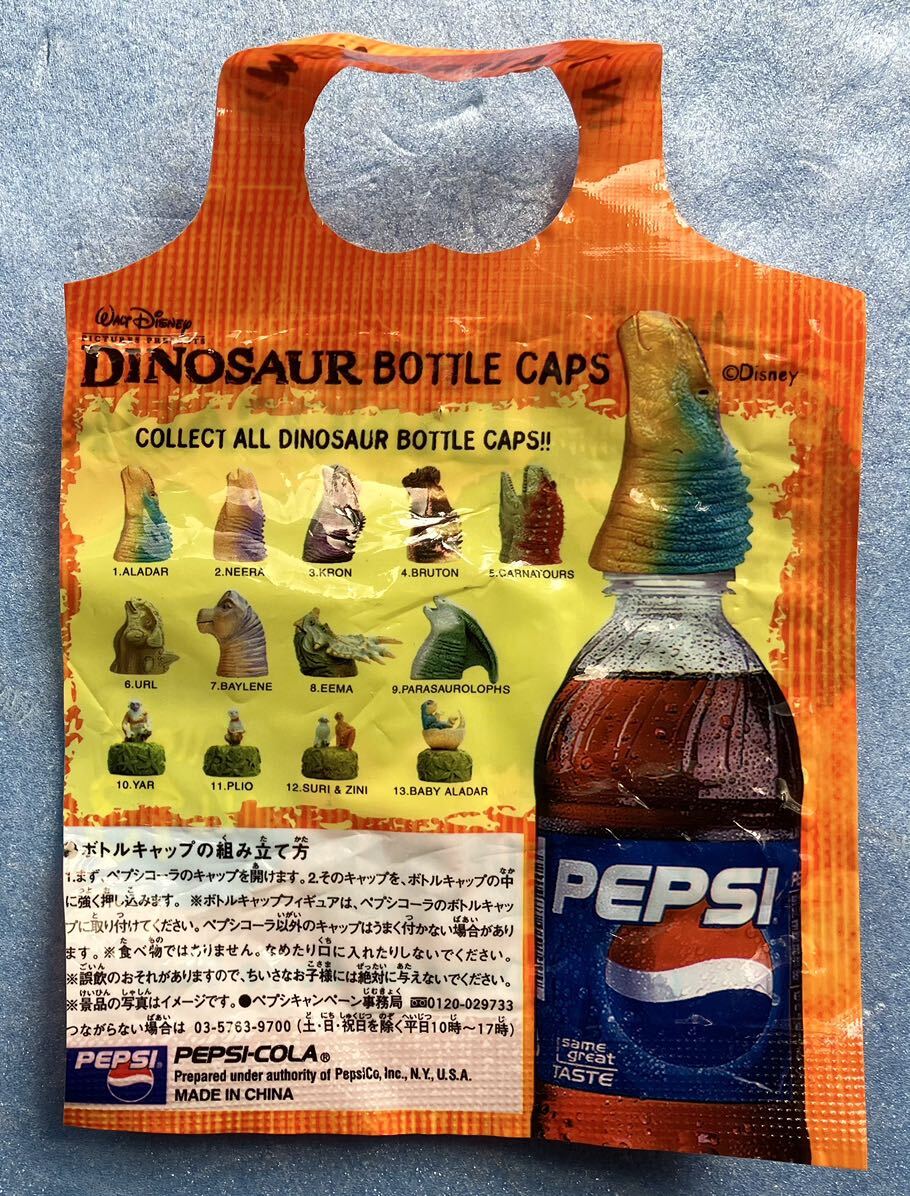 WALT DISNEY
PICTURES PRESENTS
DINOSAUR BOTTLE CAPS
©Disney
COLLECT ALL DINOSAUR BOTTLE CAPS!!
1.ALADAR 2.NEERA 3.KRON 4.BRUTON 5.CARNATOURS
6.URL 7.BAYLENE 8.EEMA 9.PARASAUROLOPHS
10.YAR 11.PLIO 12.SURI & ZINI 13.BABY ALADAR
ボトルキャップの組み立て方
1.まず、ペプシコーラのキャップを開けます。2.そのキャップを、ボトルキャップの中
に強く押し込みます。※ボトルキャップフィギュアは、ペプシコーラのボトルキャッ
プに取り付けてください。ペプシコーラ以外のキャップはうまく付かない場合があり
ます。※食べ物ではありません。なめたり口に入れたりしないでください。
※誤飲のおそれがありますので、ちいさなお子様には絶対に与えないでください。
※景品の写真はイメージです。●ペプシキャンペーン事務局 0120-029733
つながらない場合は 03-5763-9700 (土・日・祝日を除く平日10時～17時)
PEPSI
PEPSI-COLA®
Prepared under authority of PepsiCo, Inc., N.Y., U.S.A.
MADE IN CHINA
PEPSI
same
great
TASTE